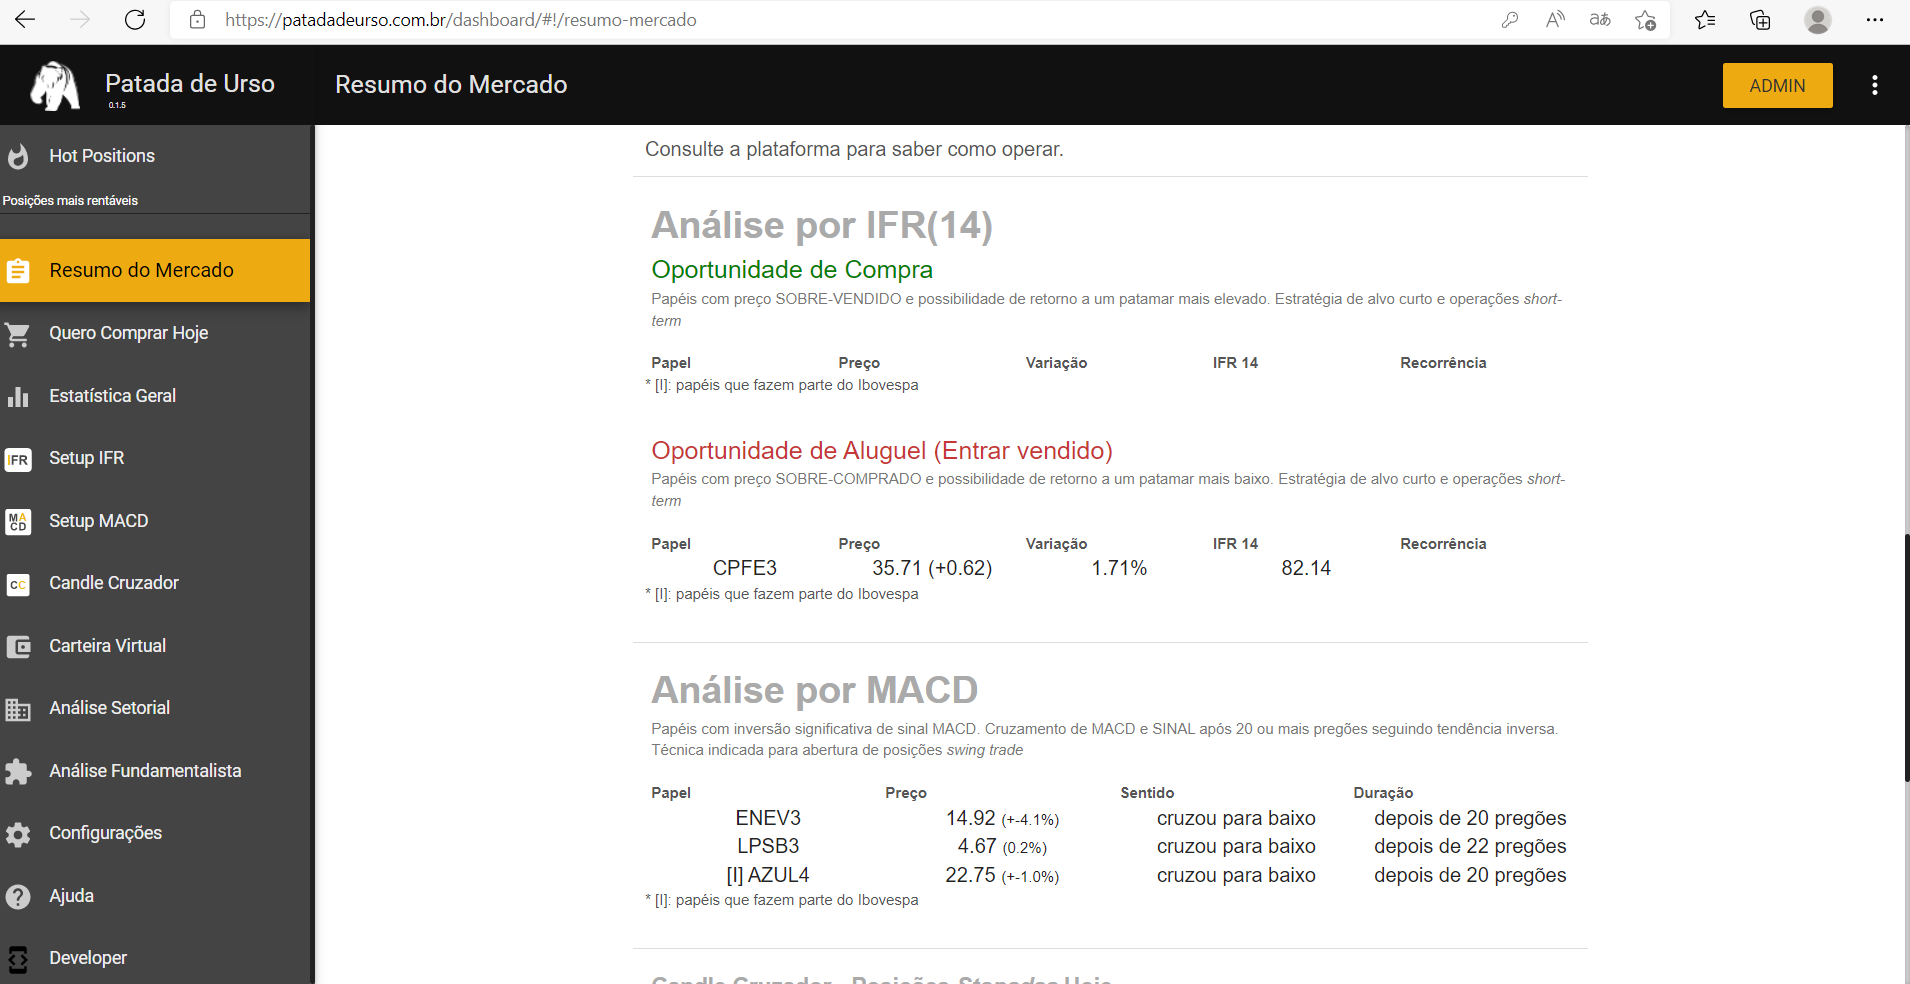 https://patadadeurso.com.br/dashboard/#!/resumo-mercado
Patada de Urso
0.1.5
Resumo do Mercado
ADMIN
Hot Positions
Posições mais rentáveis
Resumo do Mercado
Quero Comprar Hoje
Estatística Geral
IFR Setup IFR
MACD Setup MACD
CC Candle Cruzador
Carteira Virtual
Análise Setorial
Análise Fundamentalista
Configurações
Ajuda
Developer
Consulte a plataforma para saber como operar.
Análise por IFR(14)
Oportunidade de Compra
Papéis com preço SOBRE-VENDIDO e possibilidade de retorno a um patamar mais elevado. Estratégia de alvo curto e operações short-
term
Papel Preço Variação IFR 14 Recorrência
* [I]: papéis que fazem parte do Ibovespa
Oportunidade de Aluguel (Entrar vendido)
Papéis com preço SOBRE-COMPRADO e possibilidade de retorno a um patamar mais baixo. Estratégia de alvo curto e operações short-
term
Papel Preço Variação IFR 14 Recorrência
CPFE3 35.71 (+0.62) 1.71% 82.14
* [I]: papéis que fazem parte do Ibovespa
Análise por MACD
Papéis com inversão significativa de sinal MACD. Cruzamento de MACD e SINAL após 20 ou mais pregões seguindo tendência inversa.
Técnica indicada para abertura de posições swing trade
Papel Preço Sentido Duração
ENEV3 14.92 (+-4.1%) cruzou para baixo depois de 20 pregões
LPSB3 4.67 (0.2%) cruzou para baixo depois de 22 pregões
[I] AZUL4 22.75 (+-1.0%) cruzou para baixo depois de 20 pregões
* [I]: papéis que fazem parte do Ibovespa
Candle Cruzador - Posições Stopadas Hoje